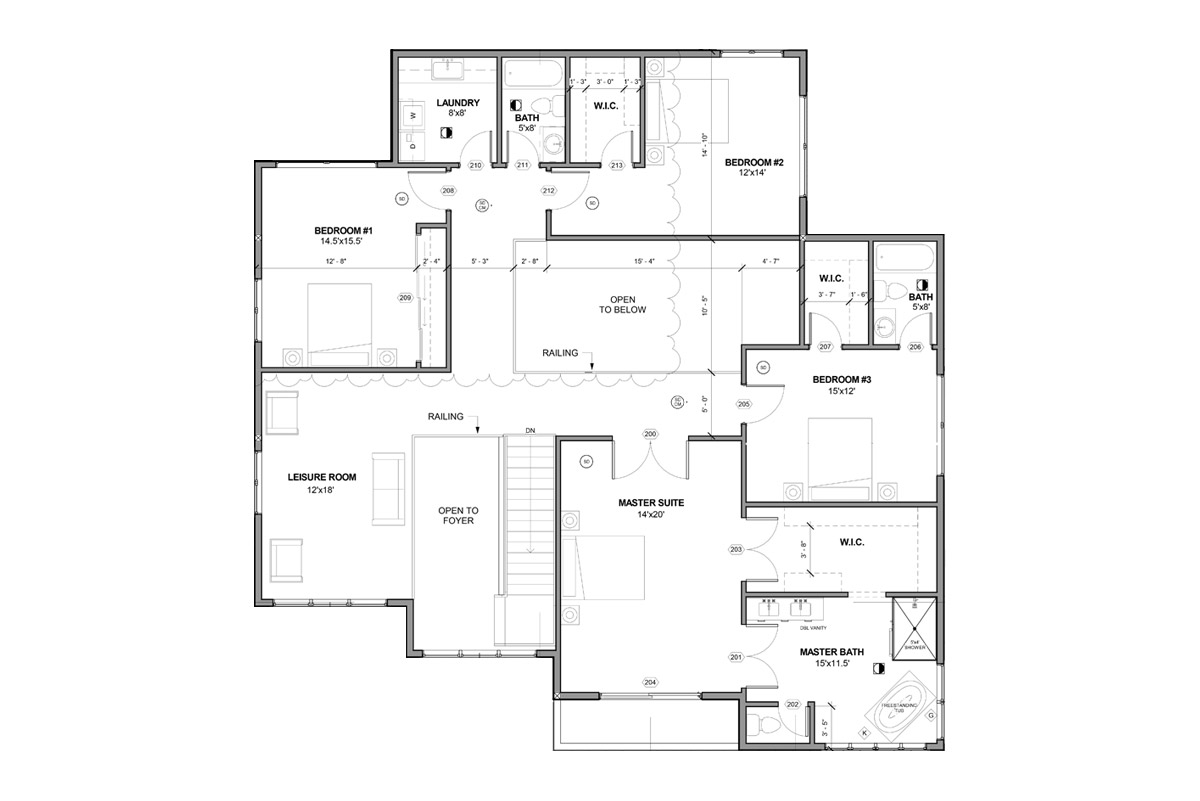 LAUNDRY
8'x8'
W
D
BATH
5'x8'
1' - 3"
3' - 0"
1' - 3"
W.I.C.
14' - 10"
BEDROOM #2
12'x14'
210
211
213
208
212
SD
SD
CM
SD
BEDROOM #1
14.5'x15.5'
12' - 8"
2' - 4"
5' - 3"
2' - 8"
15' - 4"
4' - 7"
W.I.C.
3' - 7"
1' - 6"
BATH
5'x8'
209
OPEN
TO BELOW
10' - 5"
207
206
RAILING
SD
BEDROOM #3
15'x12'
SD
CM
5' - 0"
205
RAILING
DN
200
SD
LEISURE ROOM
12'x18'
OPEN TO
FOYER
MASTER SUITE
14'x20'
203
3' - 8"
W.I.C.
DBL VANITY
5'x4'
SHOWER
201
MASTER BATH
15'x11.5'
204
202
3' - 5"
FREESTANDING
TUB
G
K